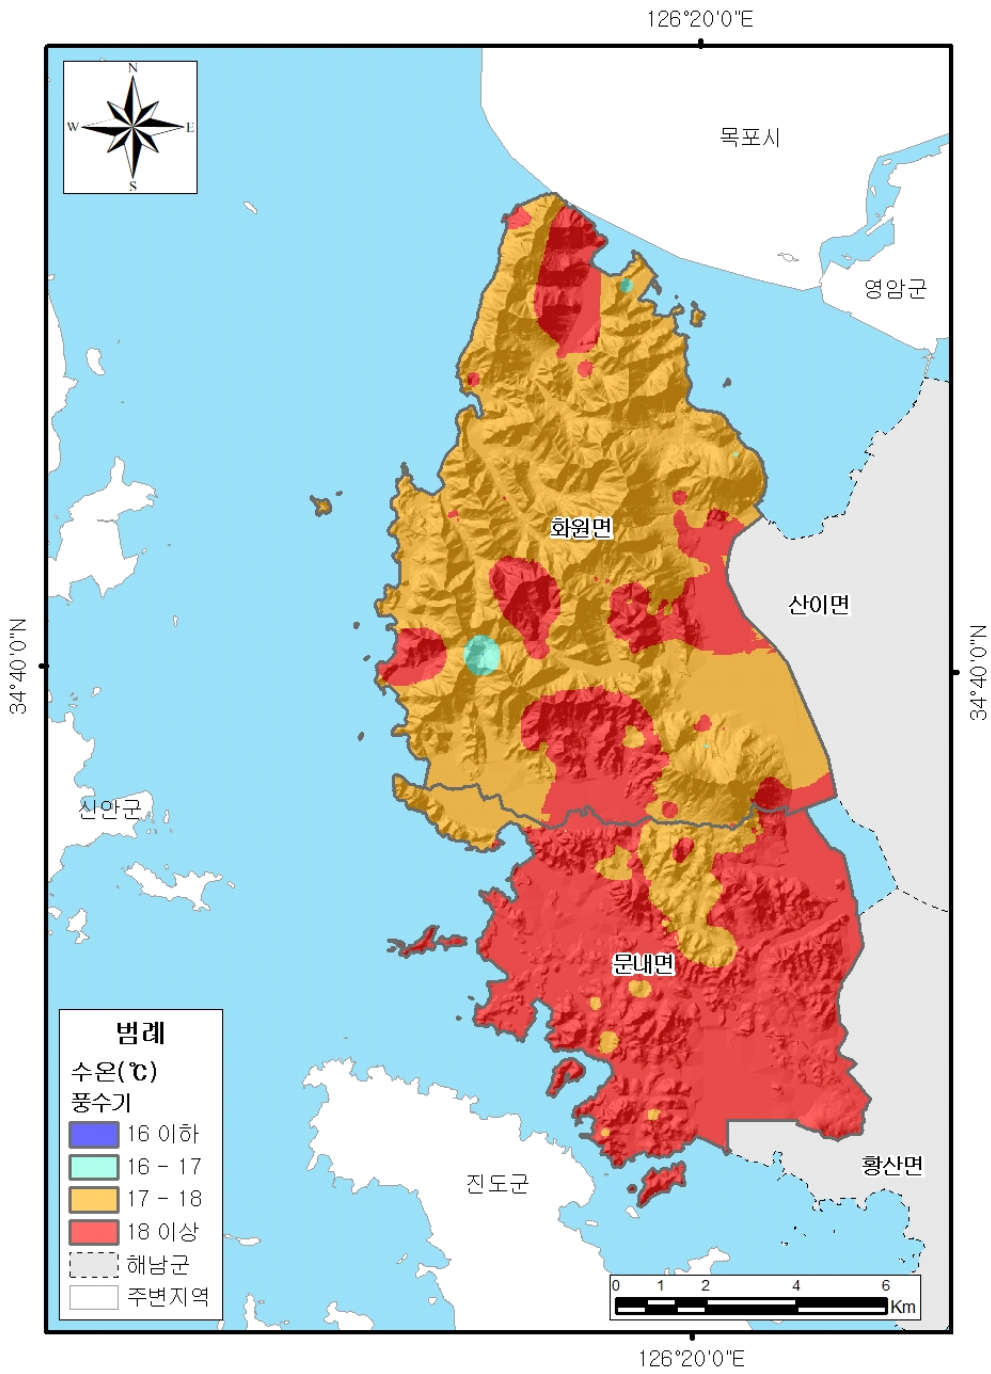 126°20'0"E
N
W
E
S
목포시
영암군
화원면
산이면
34°40'0"N
34°40'0"N
신안군
문내면
범례
수온(℃)
풍수기
16 이하
16 - 17
17 - 18
18 이상
해남군
주변지역
진도군
황산면
0 1 2 4 6
Km
126°20'0"E